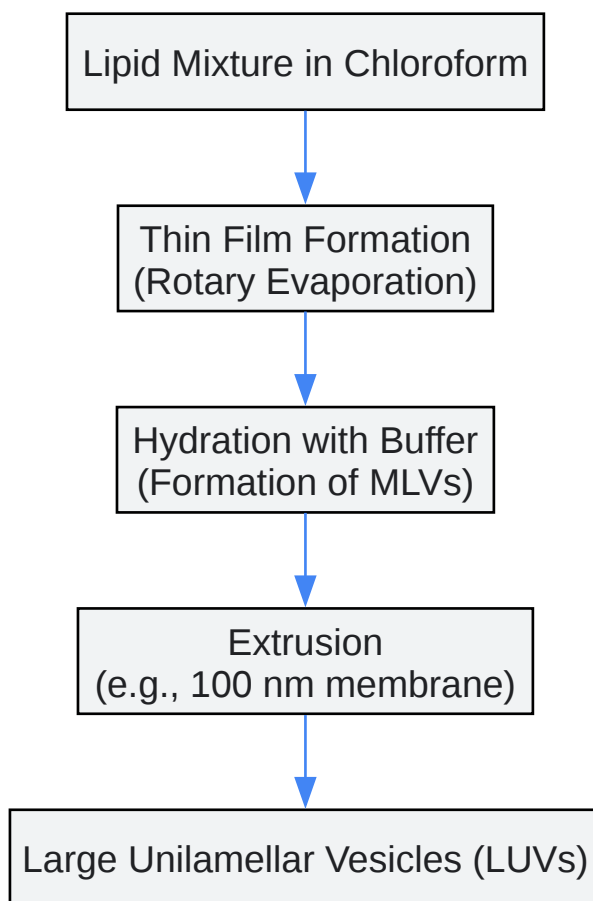 Lipid Mixture in Chloroform
Thin Film Formation
(Rotary Evaporation)
Hydration with Buffer
(Formation of MLVs)
Extrusion
(e.g., 100 nm membrane)
Large Unilamellar Vesicles (LUVs)